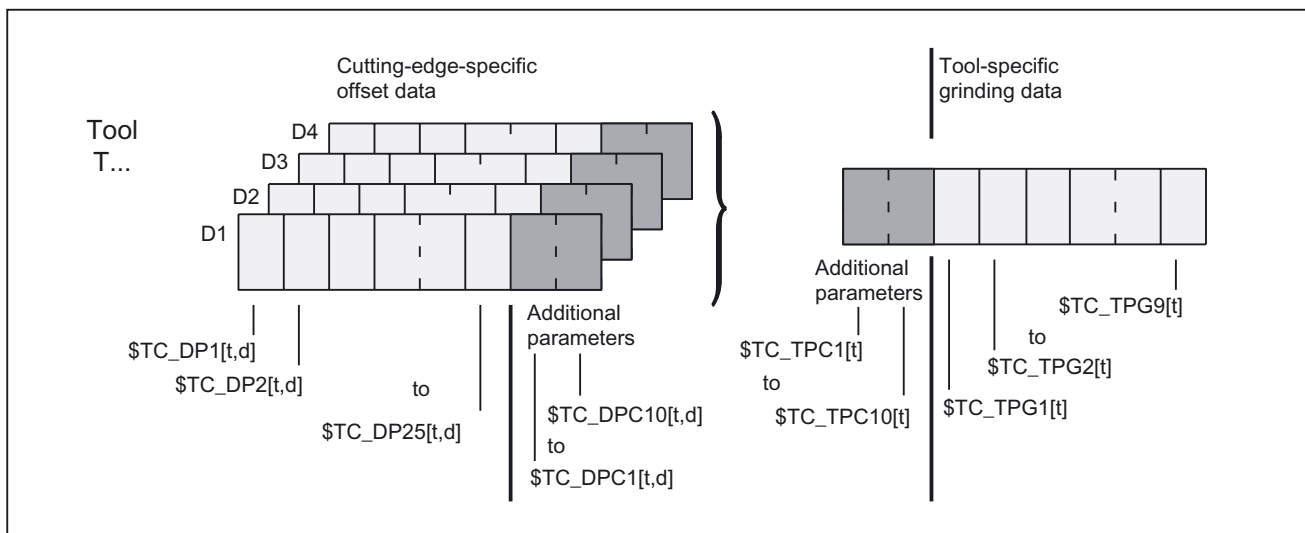 Cutting-edge-specific
offset data
Tool-specific
grinding data
Tool
T...
D4
D3
D2
D1
Additional
parameters
Additional
parameters
$TC_DP1[t,d]
$TC_DP2[t,d]
to
$TC_DP25[t,d]
$TC_DPC10[t,d]
to
$TC_DPC1[t,d]
$TC_TPC1[t]
to
$TC_TPC10[t]
$TC_TPG9[t]
to
$TC_TPG2[t]
$TC_TPG1[t]